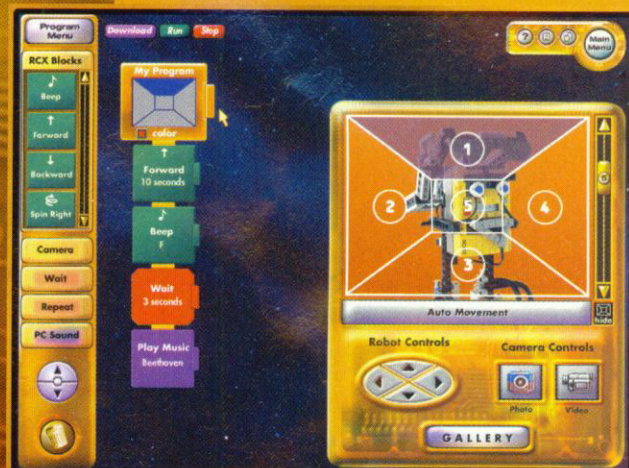 Program
Menu
Download
Run
Stop
?
Main
Menu
RCX Blocks
Beep
Forward
Backward
Spin Right
Camera
Wait
Repeat
PC Sound
My Program
color
Forward
10 seconds
Beep
F
Wait
3 seconds
Play Music
Beethoven
1
2
5
4
3
Auto Movement
hide
Robot Controls
Camera Controls
Photo
Video
GALLERY